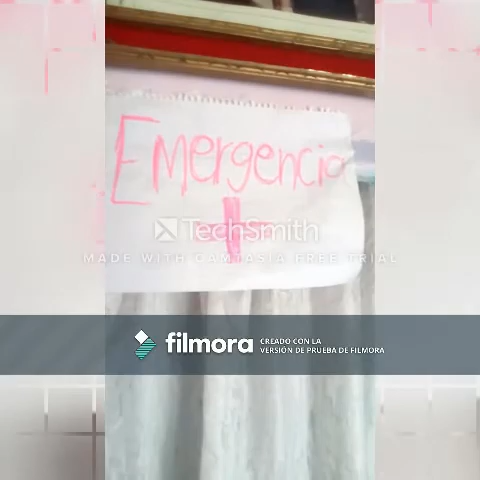 Emergencia
TechSmith
MADE WITH CAMTASIA FREE TRIAL
filmora
CREADO CON LA
VERSIÓN DE PRUEBA DE FILMORA